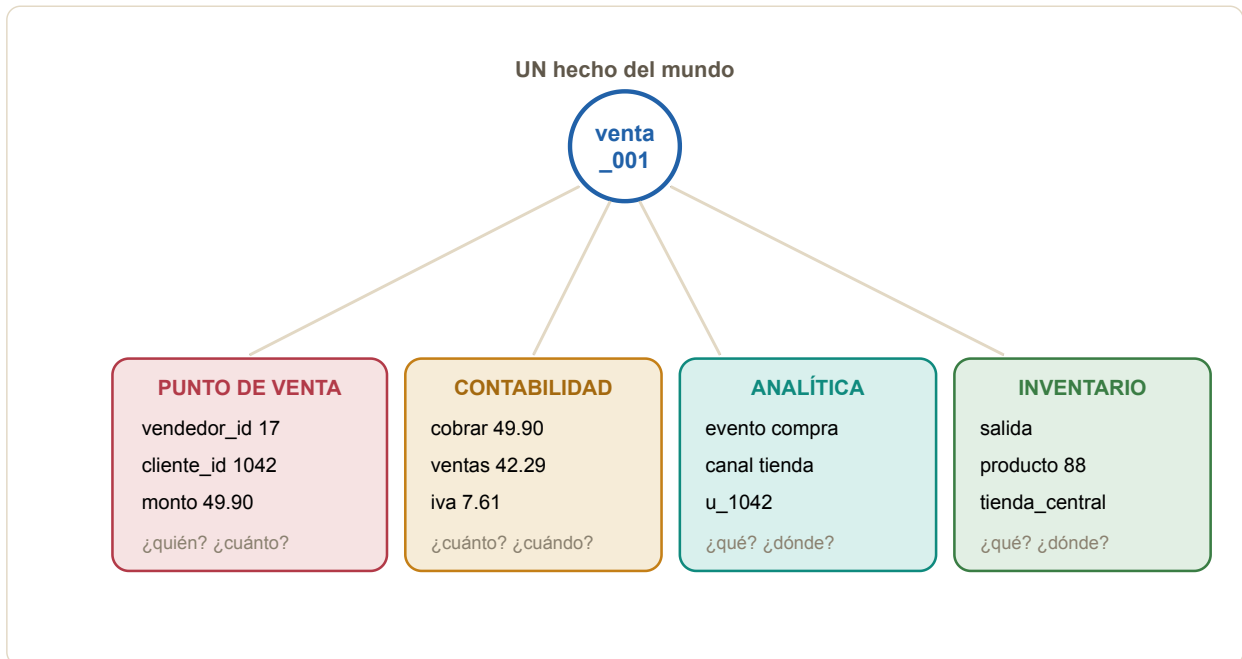 UN hecho del mundo
venta
_001
PUNTO DE VENTA
vendedor_id 17
cliente_id 1042
monto 49.90
¿quién? ¿cuánto?
CONTABILIDAD
cobrar 49.90
ventas 42.29
iva 7.61
¿cuánto? ¿cuándo?
ANALÍTICA
evento compra
canal tienda
u_1042
¿qué? ¿dónde?
INVENTARIO
salida
producto 88
tienda_central
¿qué? ¿dónde?